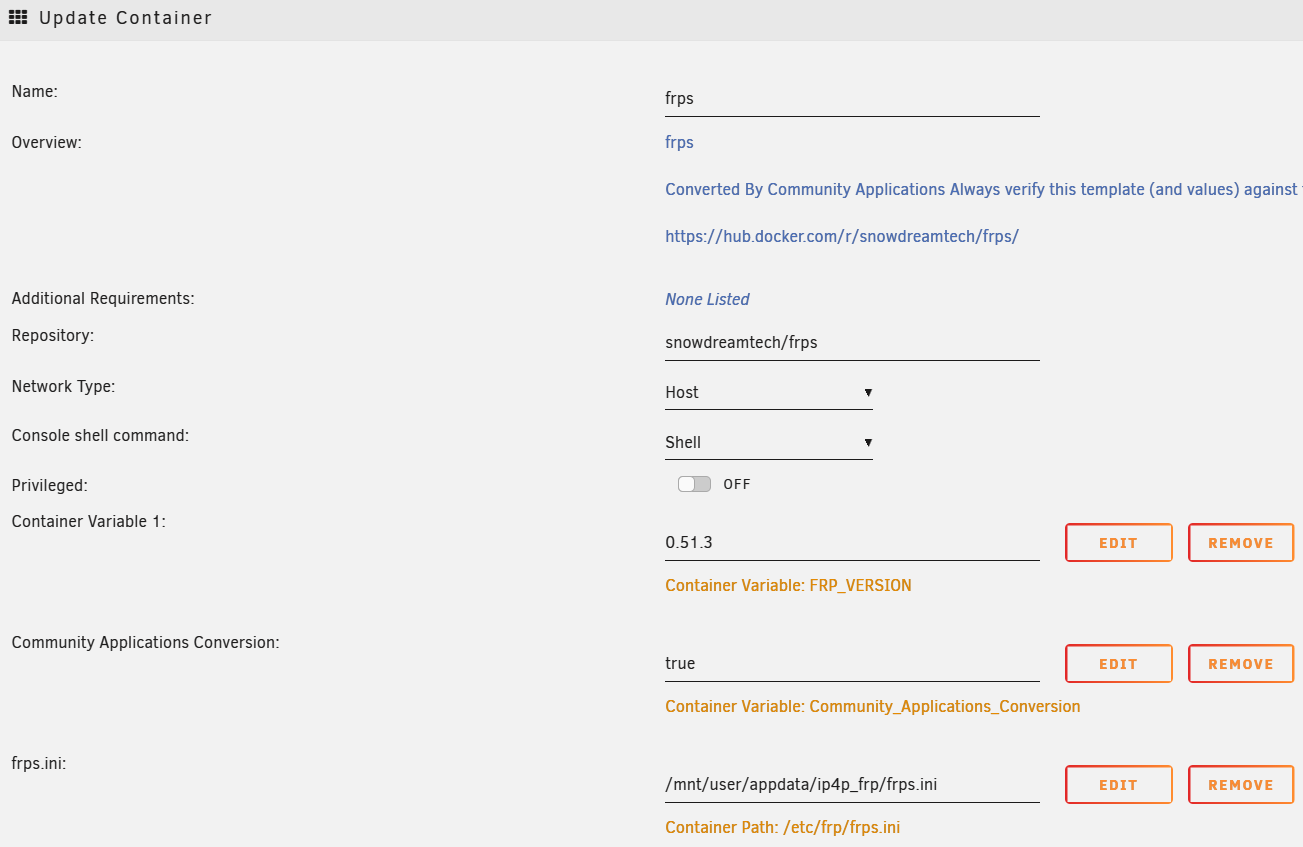 Update Container
Name:
frps
Overview:
frps
Converted By Community Applications Always verify this template (and values) against
https://hub.docker.com/r/snowdreamtech/frps/
Additional Requirements:
None Listed
Repository:
snowdreamtech/frps
Network Type:
Host
Console shell command:
Shell
Privileged:
OFF
Container Variable 1:
0.51.3
EDIT
REMOVE
Container Variable: FRP_VERSION
Community Applications Conversion:
true
EDIT
REMOVE
Container Variable: Community_Applications_Conversion
frps.ini:
/mnt/user/appdata/ip4p_frp/frps.ini
EDIT
REMOVE
Container Path: /etc/frp/frps.ini